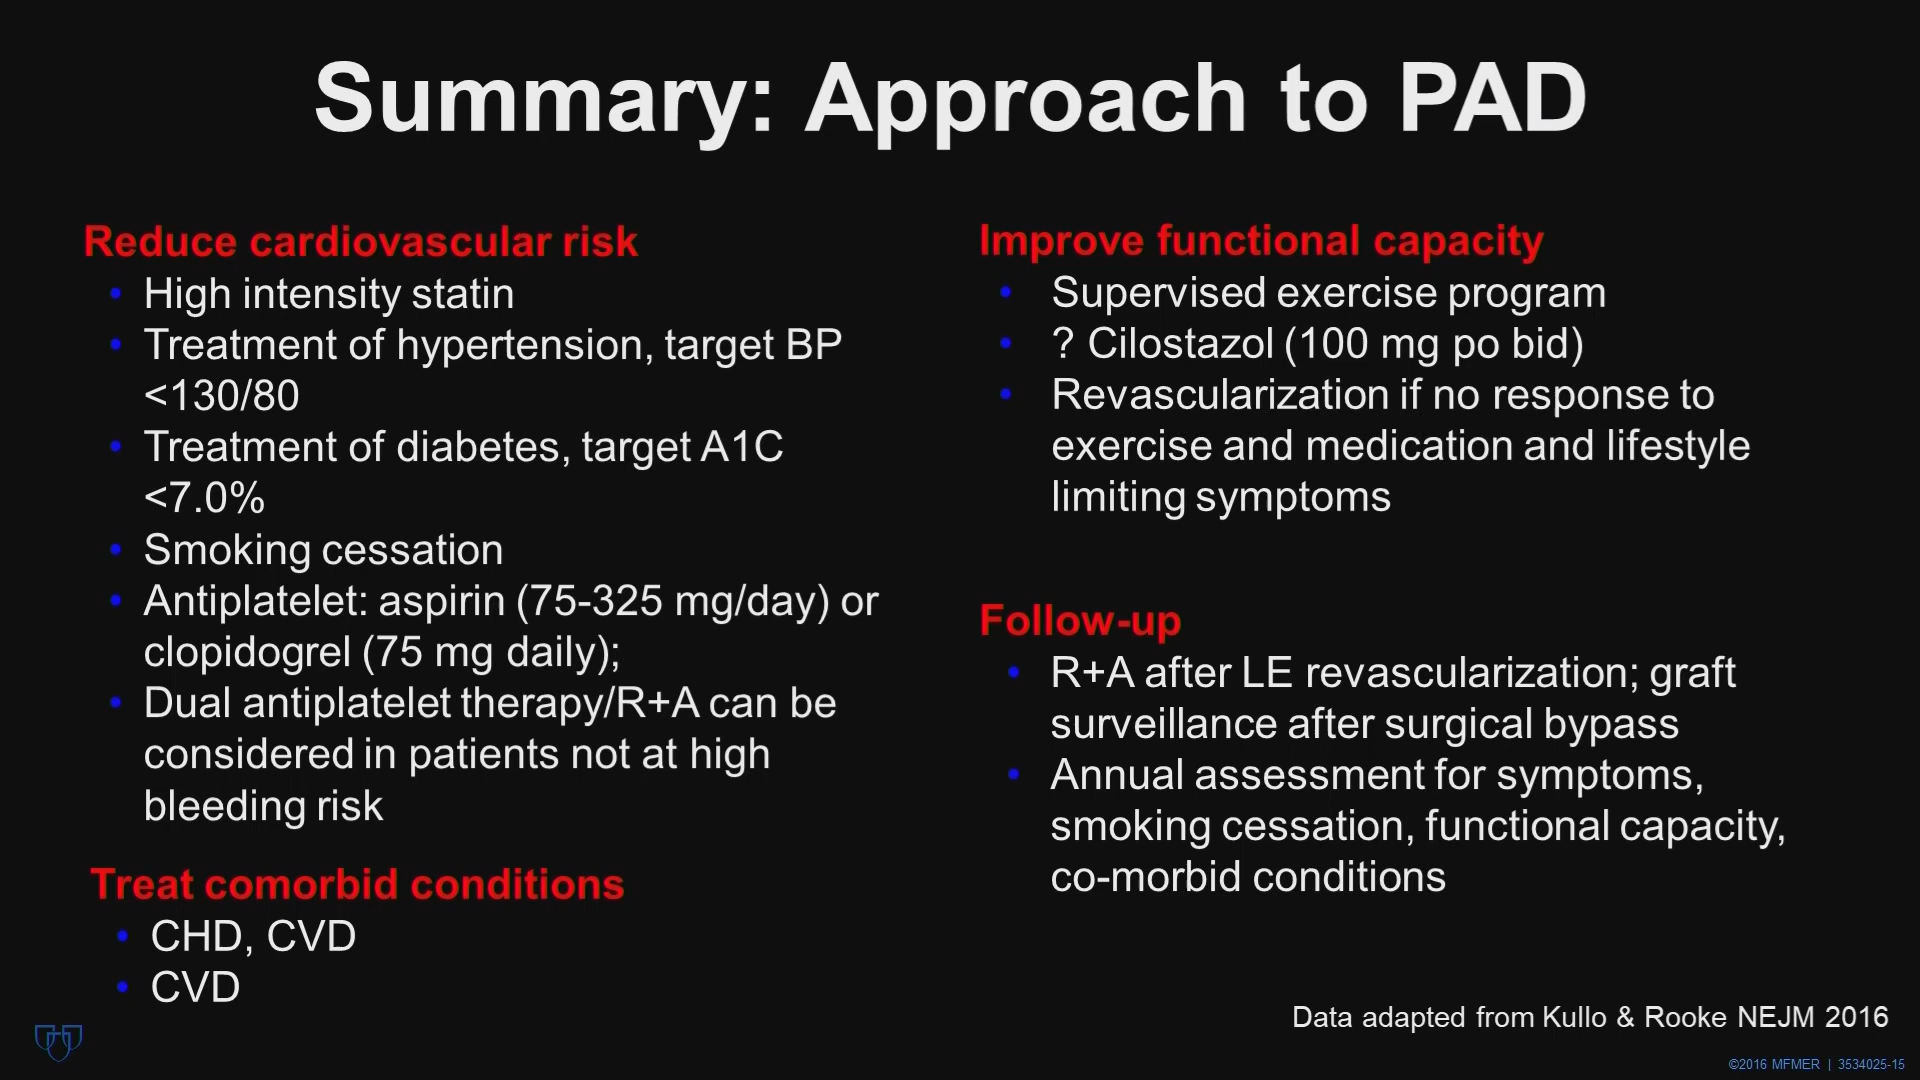 Summary: Approach to PAD
Reduce cardiovascular risk
• High intensity statin
• Treatment of hypertension, target BP
<130/80
• Treatment of diabetes, target A1C
<7.0%
• Smoking cessation
• Antiplatelet: aspirin (75-325 mg/day) or
clopidogrel (75 mg daily);
• Dual antiplatelet therapy/R+A can be
considered in patients not at high
bleeding risk
Treat comorbid conditions
• CHD, CVD
• CVD
Improve functional capacity
• Supervised exercise program
• ? Cilostazol (100 mg po bid)
• Revascularization if no response to
exercise and medication and lifestyle
limiting symptoms
Follow-up
• R+A after LE revascularization; graft
surveillance after surgical bypass
• Annual assessment for symptoms,
smoking cessation, functional capacity,
co-morbid conditions
Data adapted from Kullo & Rooke NEJM 2016
©2016 MFMER | 3534025-15